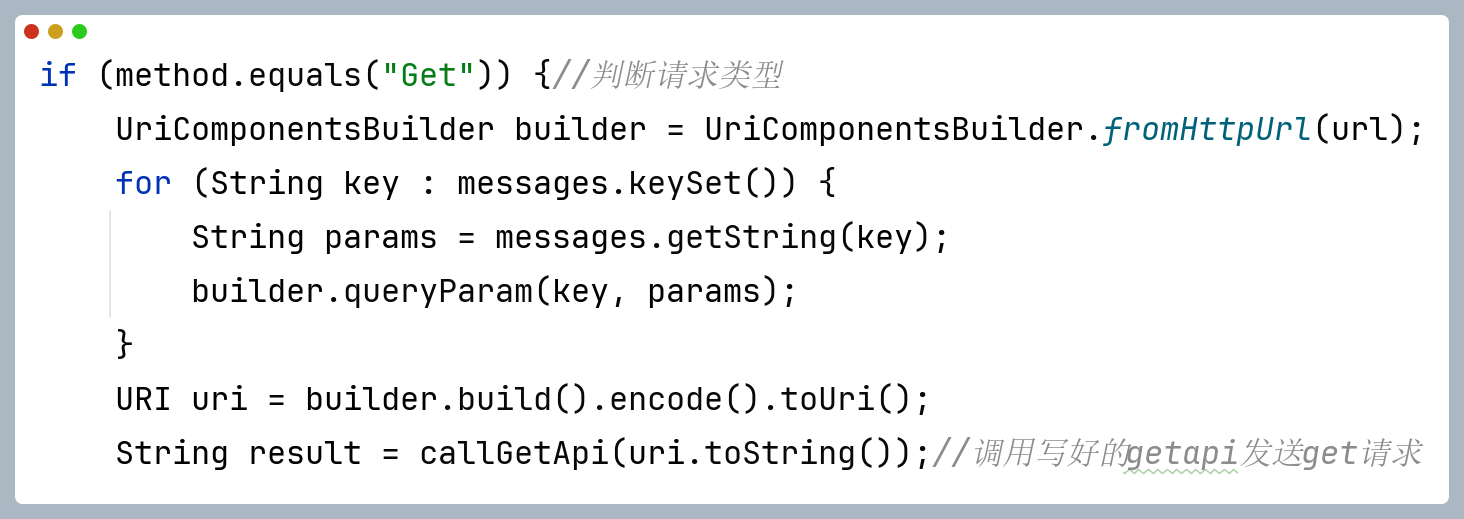 if (method.equals("Get")) {//判断请求类型
    UriComponentsBuilder builder = UriComponentsBuilder.fromHttpUrl(url);
    for (String key : messages.keySet()) {
        String params = messages.getString(key);
        builder.queryParam(key, params);
    }
    URI uri = builder.build().encode().toUri();
    String result = callGetApi(uri.toString());//调用写好的getapi发送get请求